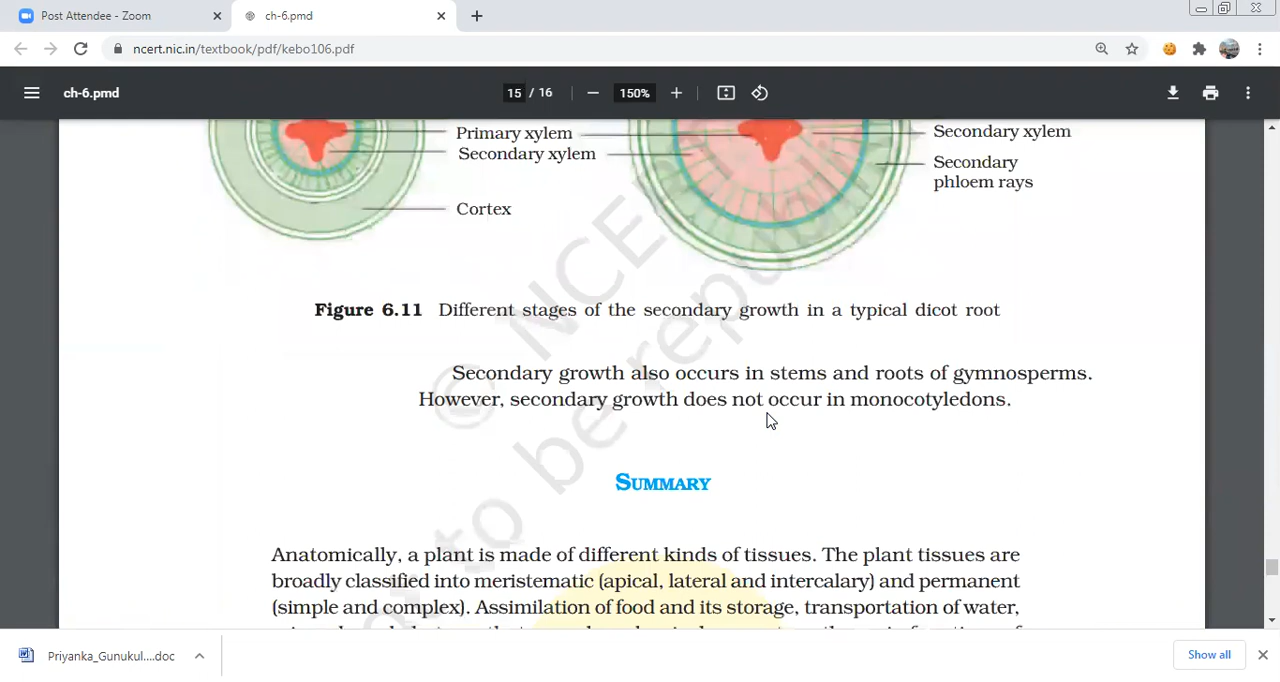 Post Attendee - Zoom
ch-6.pmd
ncert.nic.in/textbook/pdf/kebo106.pdf
ch-6.pmd
15 / 16
150%
Primary xylem
Secondary xylem
Secondary xylem
Secondary
phloem rays
Cortex
Figure 6.11 Different stages of the secondary growth in a typical dicot root
Secondary growth also occurs in stems and roots of gymnosperms.
However, secondary growth does not occur in monocotyledons.
SUMMARY
Anatomically, a plant is made of different kinds of tissues. The plant tissues are
broadly classified into meristematic (apical, lateral and intercalary) and permanent
(simple and complex). Assimilation of food and its storage, transportation of water,
© NCE
to be republi
Priyanka_Gunukul....doc
Show all